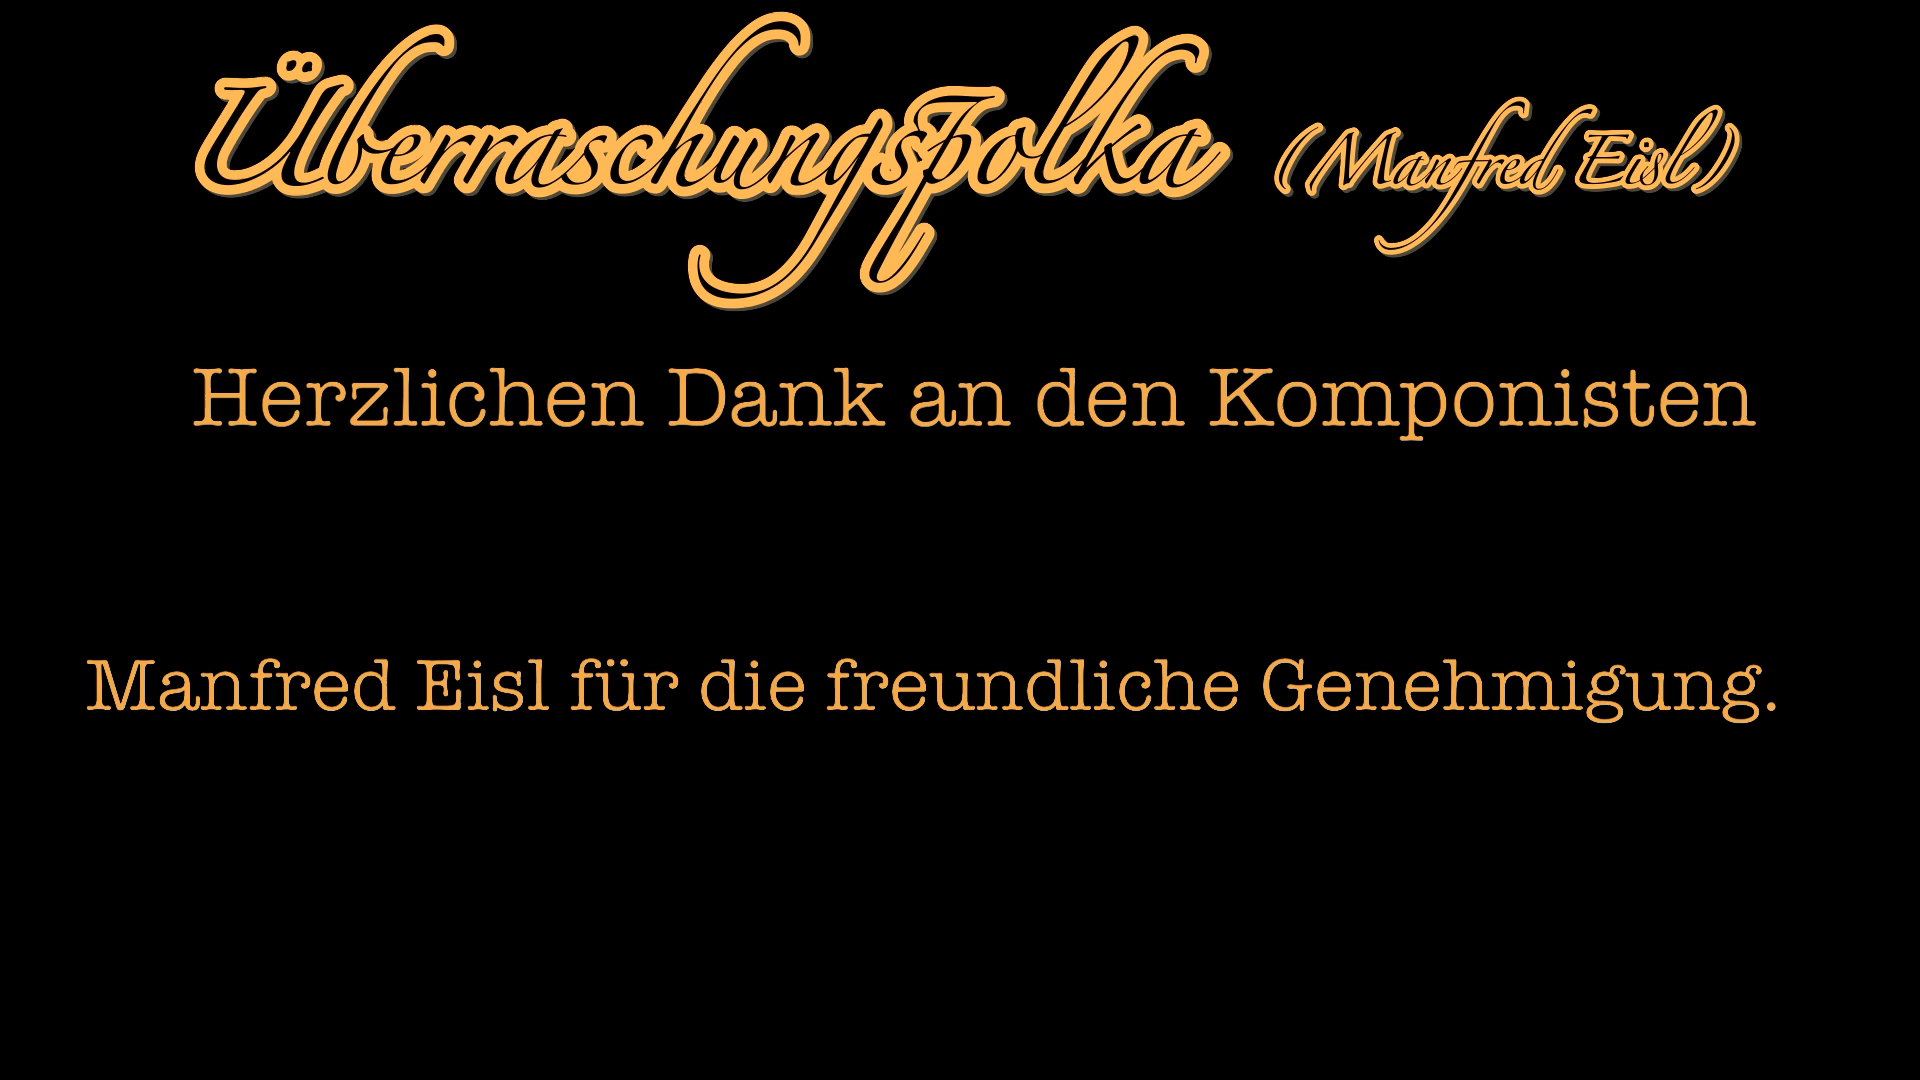 Überraschungspolka (Manfred Eisl)
Herzlichen Dank an den Komponisten
Manfred Eisl für die freundliche Genehmigung.